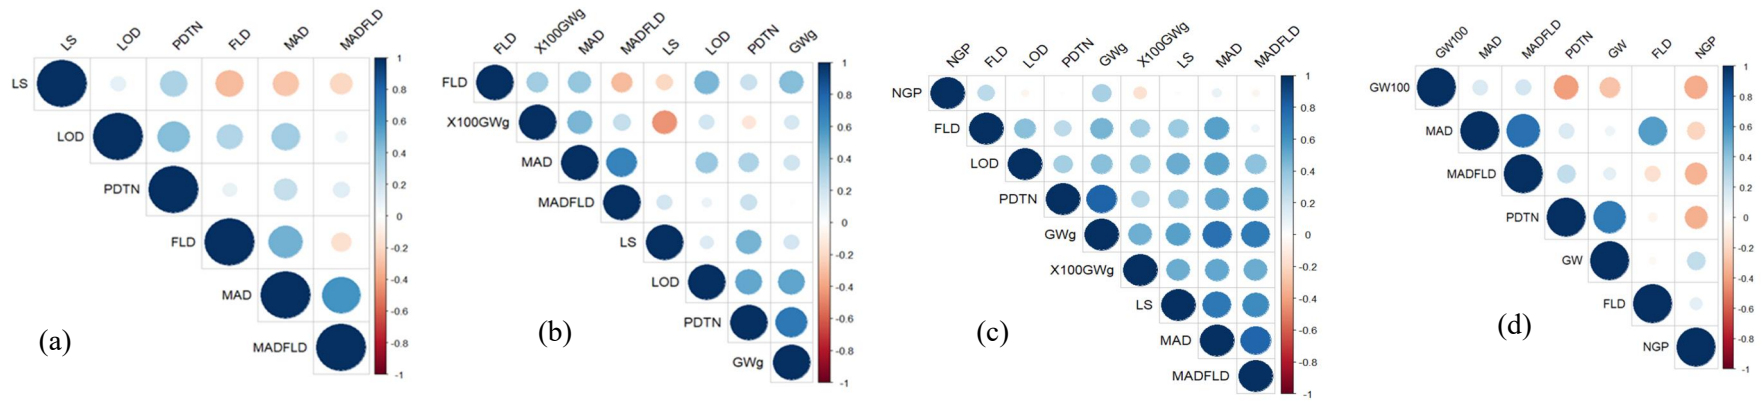 LS
LOD
PDTN
FLD
MAD
MADFLD
LS
LOD
PDTN
FLD
MAD
MADFLD
1
0.8
0.6
0.4
0.2
0
-0.2
-0.4
-0.6
-0.8
-1
(a)
FLD
X100GWg
MAD
MADFLD
LS
LOD
PDTN
GWg
FLD
X100GWg
MAD
MADFLD
LS
LOD
PDTN
GWg
1
0.8
0.6
0.4
0.2
0
-0.2
-0.4
-0.6
-0.8
-1
(b)
NGP
FLD
LOD
PDTN
GWg
X100GWg
LS
MAD
MADFLD
NGP
FLD
LOD
PDTN
GWg
X100GWg
LS
MAD
MADFLD
1
0.8
0.6
0.4
0.2
0
-0.2
-0.4
-0.6
-0.8
-1
(c)
GW100
MAD
MADFLD
PDTN
GW
FLD
NGP
GW100
MAD
MADFLD
PDTN
GW
FLD
NGP
1
0.8
0.6
0.4
0.2
0
-0.2
-0.4
-0.6
-0.8
-1
(d)